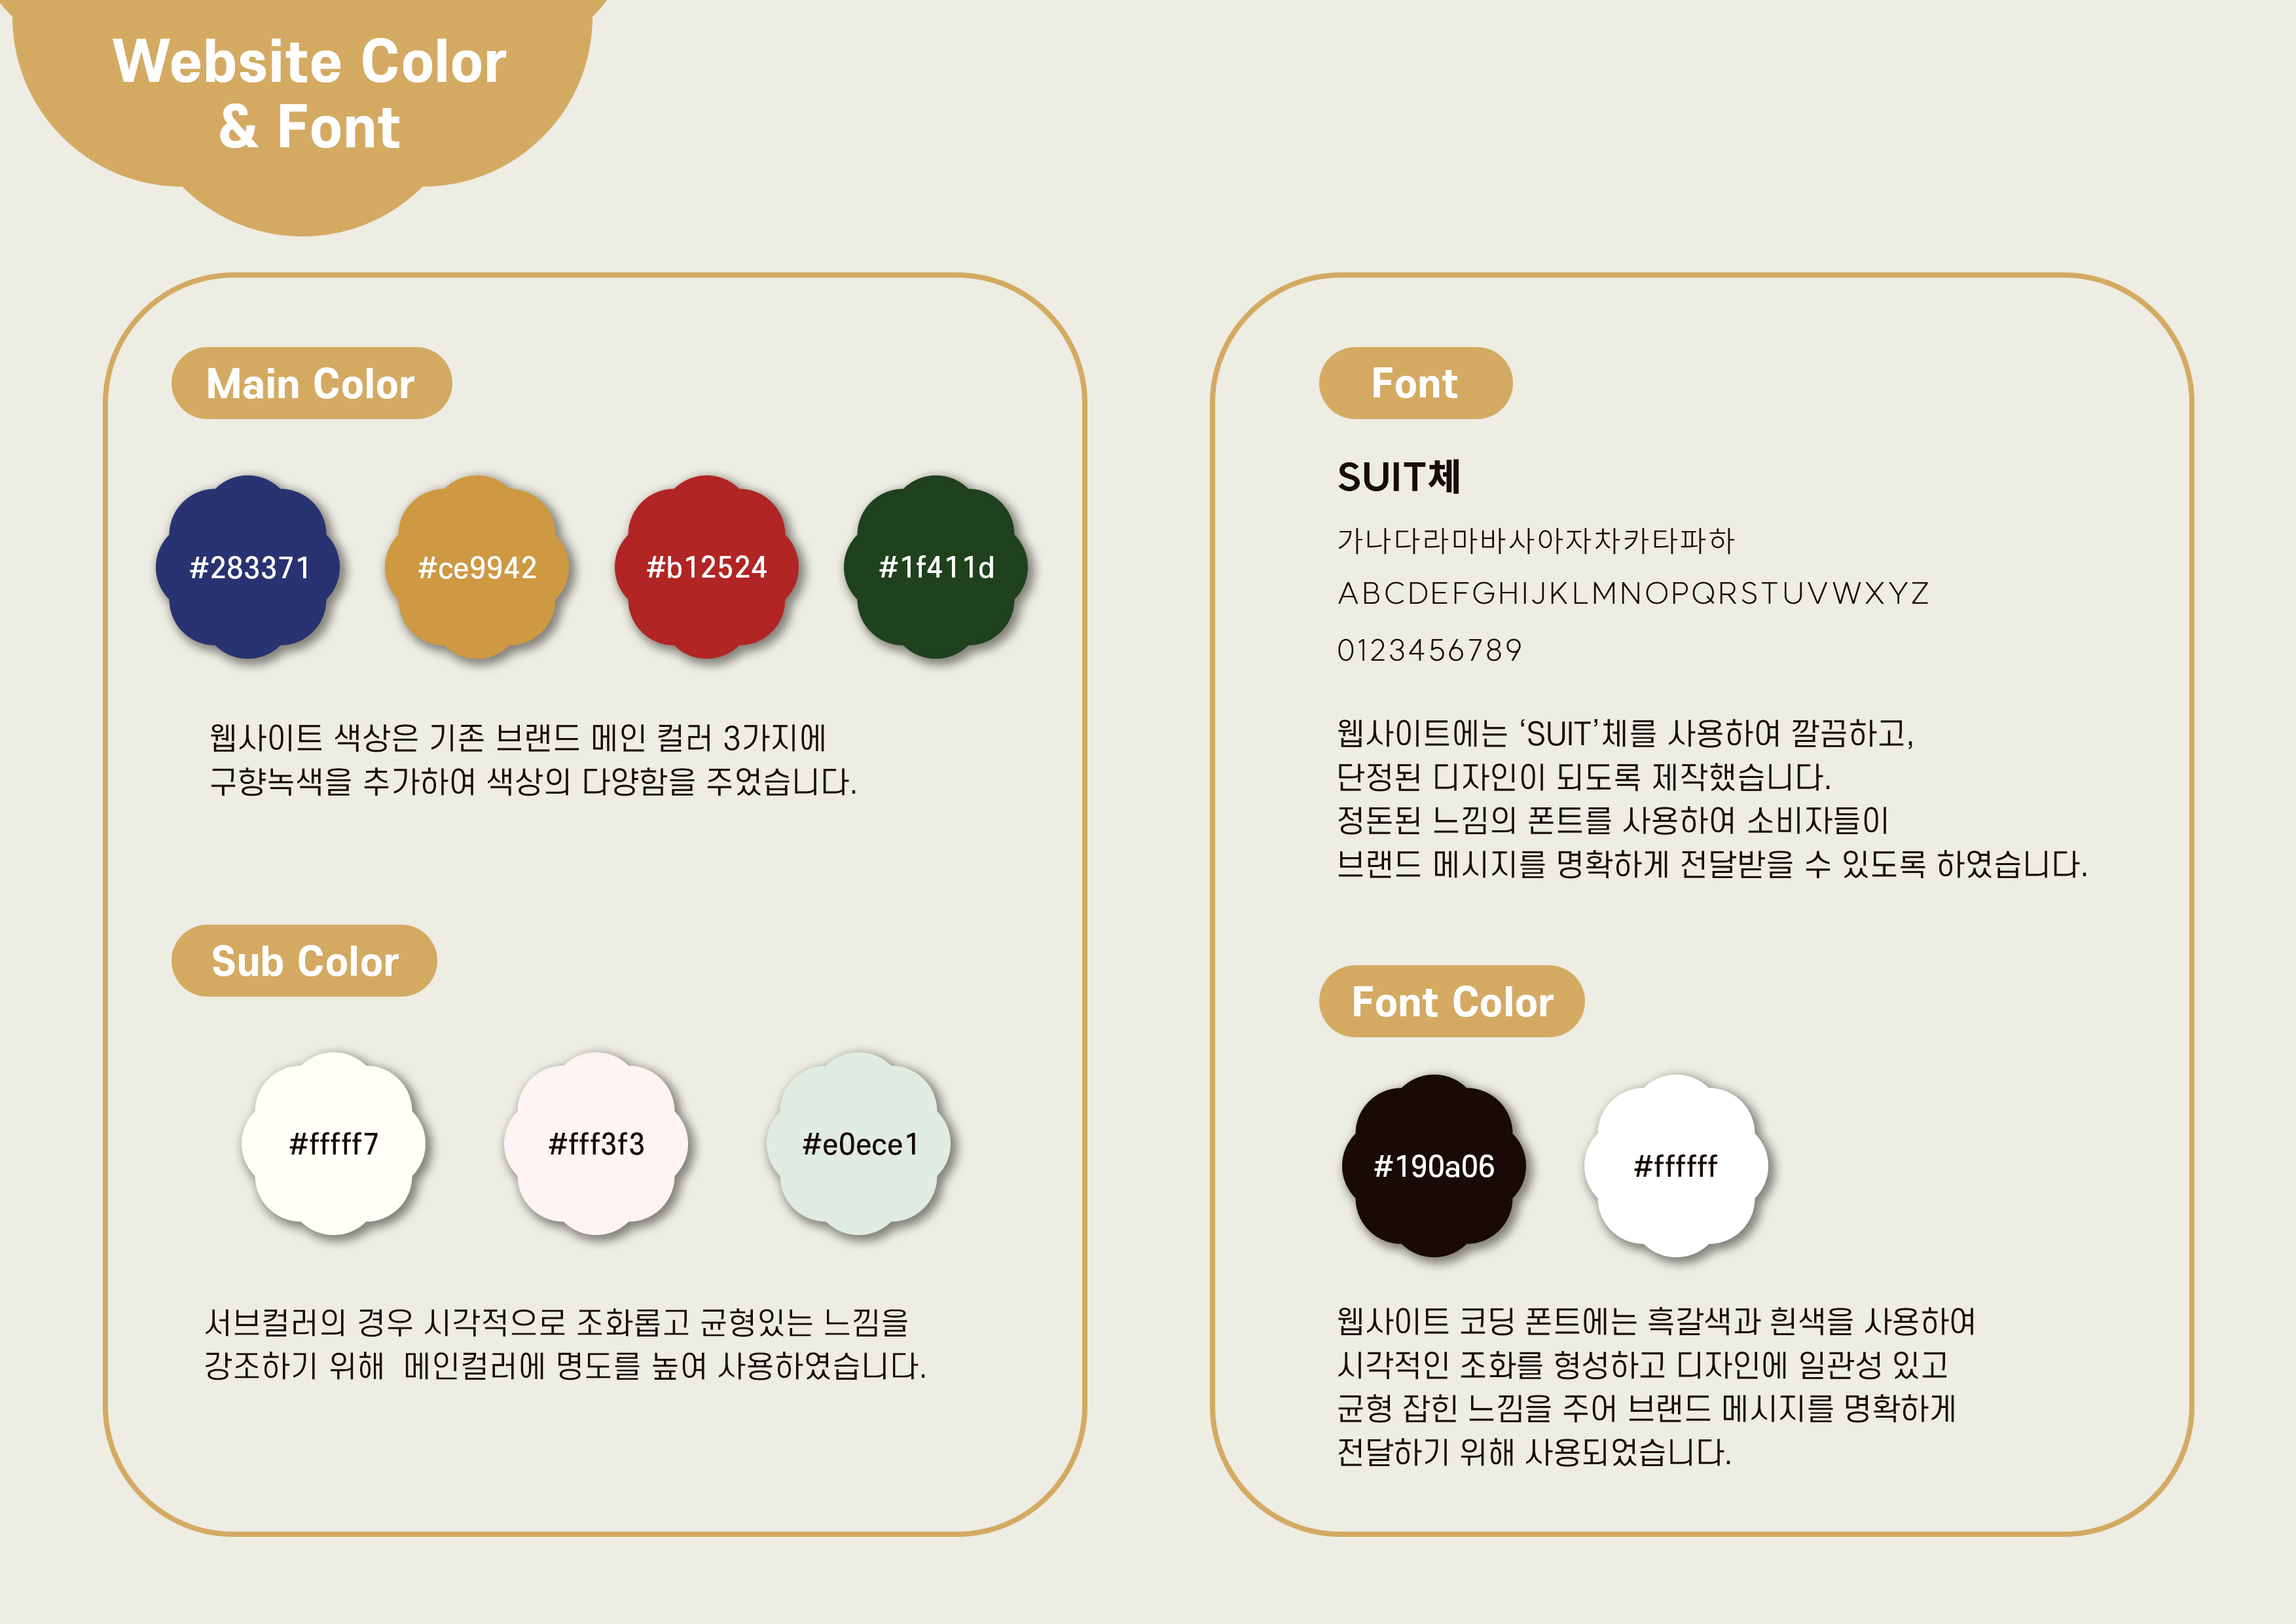 Website Color
& Font
Main Color
#283371
#ce9942
#b12524
#1f411d
웹사이트 색상은 기존 브랜드 메인 컬러 3가지에
구향녹색을 추가하여 색상의 다양함을 주었습니다.
Sub Color
#fffff7
#fff3f3
#e0ece1
서브컬러의 경우 시각적으로 조화롭고 균형있는 느낌을
강조하기 위해 메인컬러에 명도를 높여 사용하였습니다.
Font
SUIT체
가나다라마바사아자차카타파하
ABCDEFGHIJKLMNOPQRSTUVWXYZ
0123456789
웹사이트에는 ‘SUIT’체를 사용하여 깔끔하고,
단정된 디자인이 되도록 제작했습니다.
정돈된 느낌의 폰트를 사용하여 소비자들이
브랜드 메시지를 명확하게 전달받을 수 있도록 하였습니다.
Font Color
#190a06
#ffffff
웹사이트 코딩 폰트에는 흑갈색과 흰색을 사용하여
시각적인 조화를 형성하고 디자인에 일관성 있고
균형 잡힌 느낌을 주어 브랜드 메시지를 명확하게
전달하기 위해 사용되었습니다.